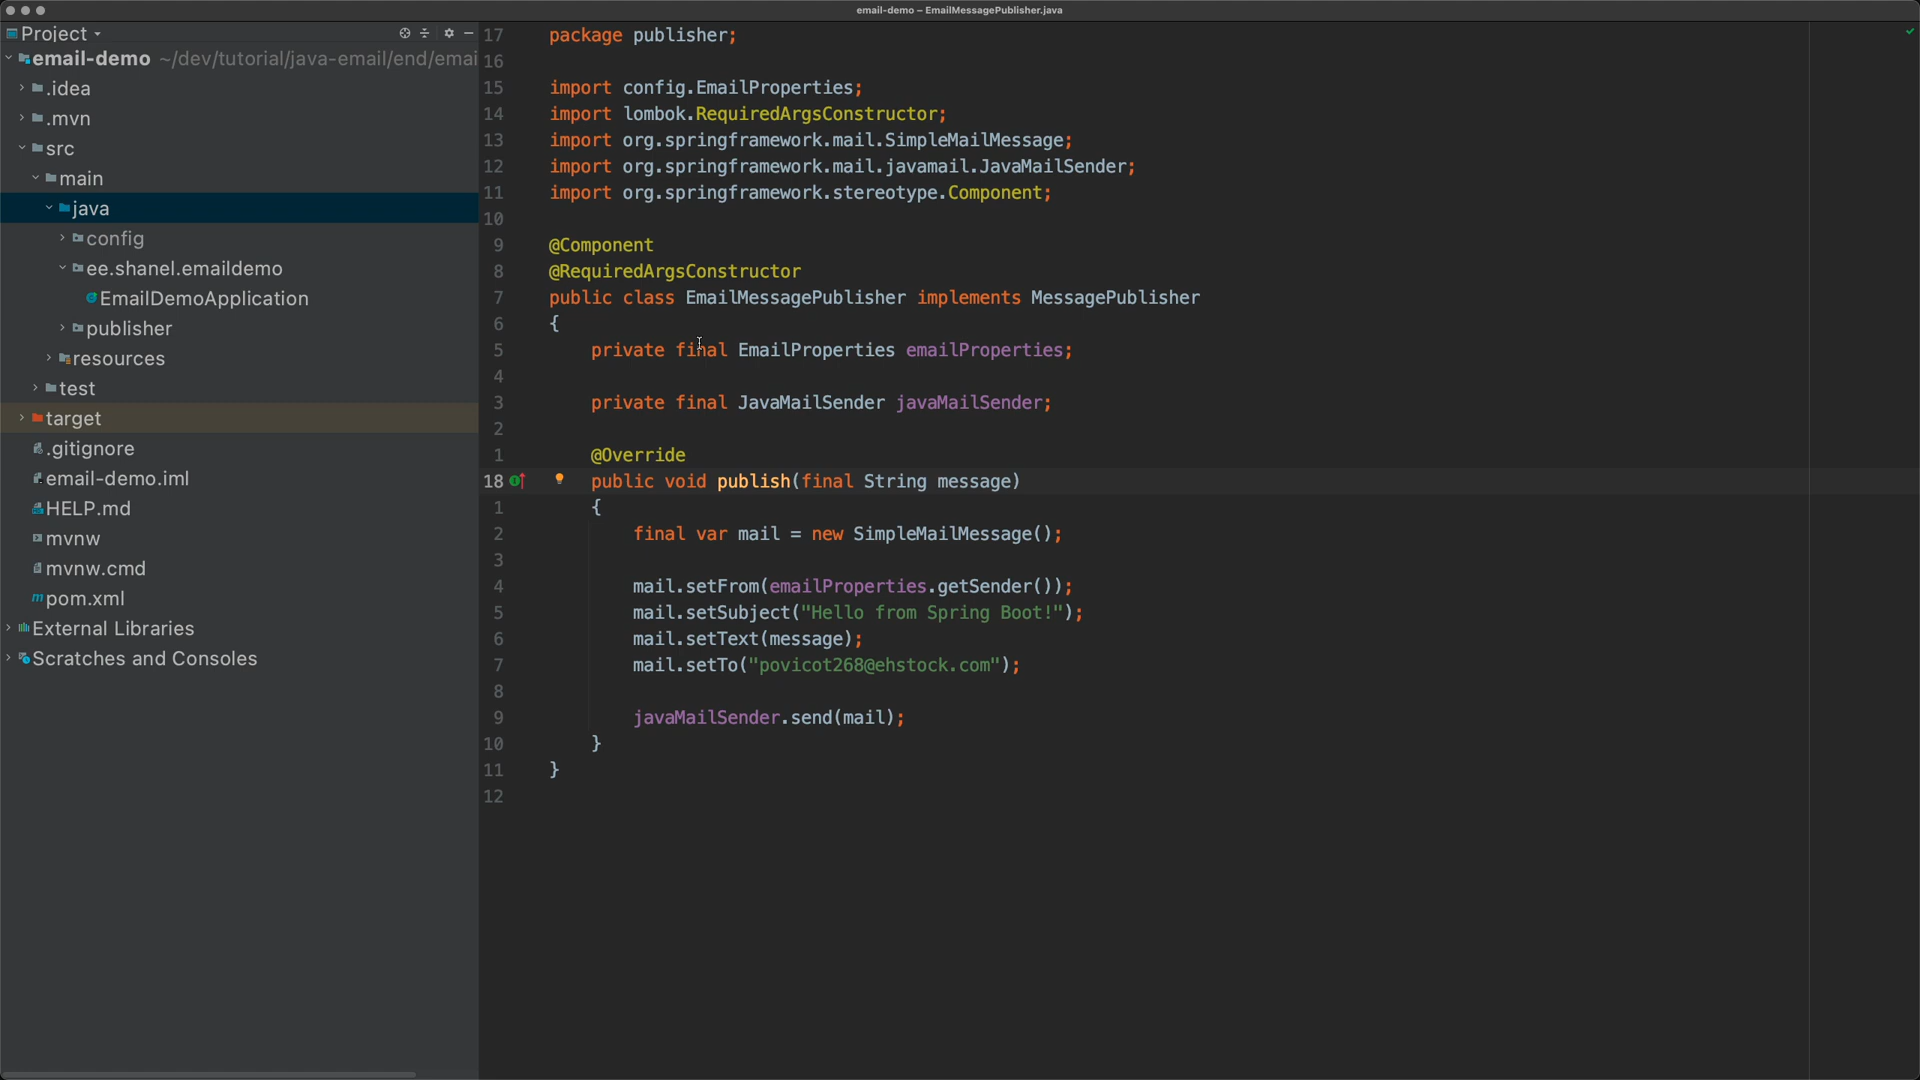 email-demo – EmailMessagePublisher.java
Project
email-demo ~/dev/tutorial/java-email/end/emai
.idea
.mvn
src
main
java
config
ee.shanel.emaildemo
EmailDemoApplication
publisher
resources
test
target
.gitignore
email-demo.iml
HELP.md
mvnw
mvnw.cmd
pom.xml
External Libraries
Scratches and Consoles
17 package publisher;
16
15 import config.EmailProperties;
14 import lombok.RequiredArgsConstructor;
13 import org.springframework.mail.SimpleMailMessage;
12 import org.springframework.mail.javamail.JavaMailSender;
11 import org.springframework.stereotype.Component;
10
9 @Component
8 @RequiredArgsConstructor
7 public class EmailMessagePublisher implements MessagePublisher
6 {
5 private final EmailProperties emailProperties;
4
3 private final JavaMailSender javaMailSender;
2
1 @Override
18 public void publish(final String message)
1 {
2 final var mail = new SimpleMailMessage();
3
4 mail.setFrom(emailProperties.getSender());
5 mail.setSubject("Hello from Spring Boot!");
6 mail.setText(message);
7 mail.setTo("povicot268@ehstock.com");
8
9 javaMailSender.send(mail);
10 }
11 }
12